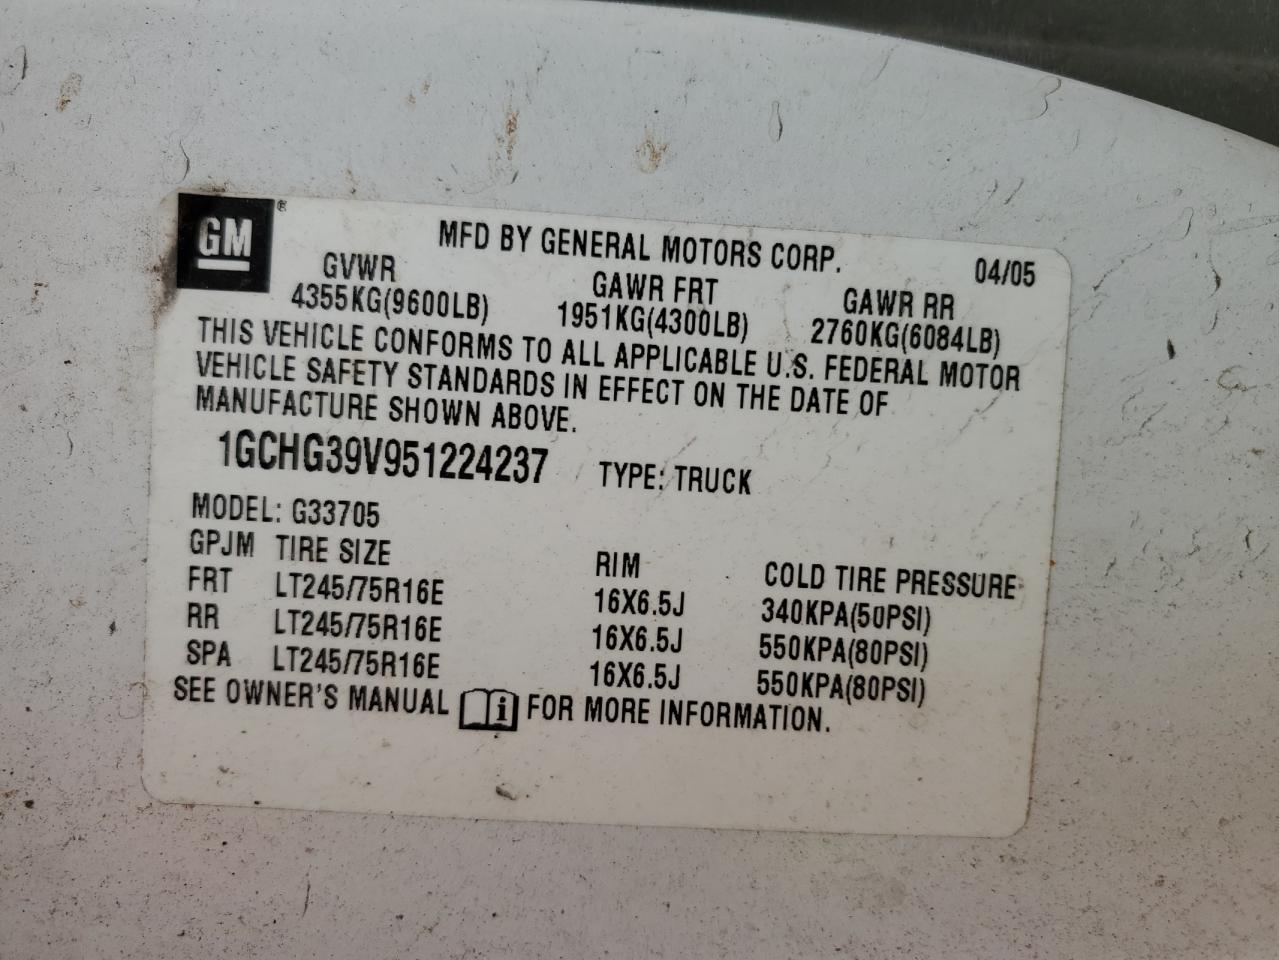 GM®
MFD BY GENERAL MOTORS CORP. 04/05
GVWR GAWR FRT GAWR RR
4355KG(9600LB) 1951KG(4300LB) 2760KG(6084LB)
THIS VEHICLE CONFORMS TO ALL APPLICABLE U.S. FEDERAL MOTOR
VEHICLE SAFETY STANDARDS IN EFFECT ON THE DATE OF
MANUFACTURE SHOWN ABOVE.
1GCHG39V951224237 TYPE: TRUCK
MODEL: G33705
GPJM TIRE SIZE RIM COLD TIRE PRESSURE
FRT LT245/75R16E 16X6.5J 340KPA(50PSI)
RR LT245/75R16E 16X6.5J 550KPA(80PSI)
SPA LT245/75R16E 16X6.5J 550KPA(80PSI)
SEE OWNER'S MANUAL i FOR MORE INFORMATION.